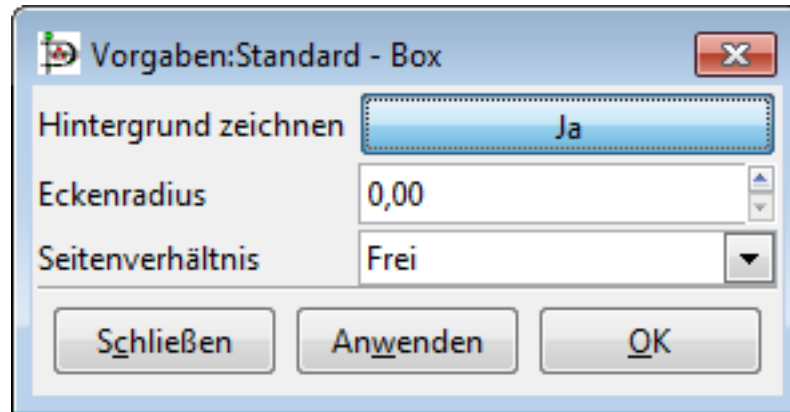 Vorgaben:Standard - Box
Hintergrund zeichnen Ja
Eckenradius 0,00
Seitenverhältnis Frei
Schließen Anwenden OK